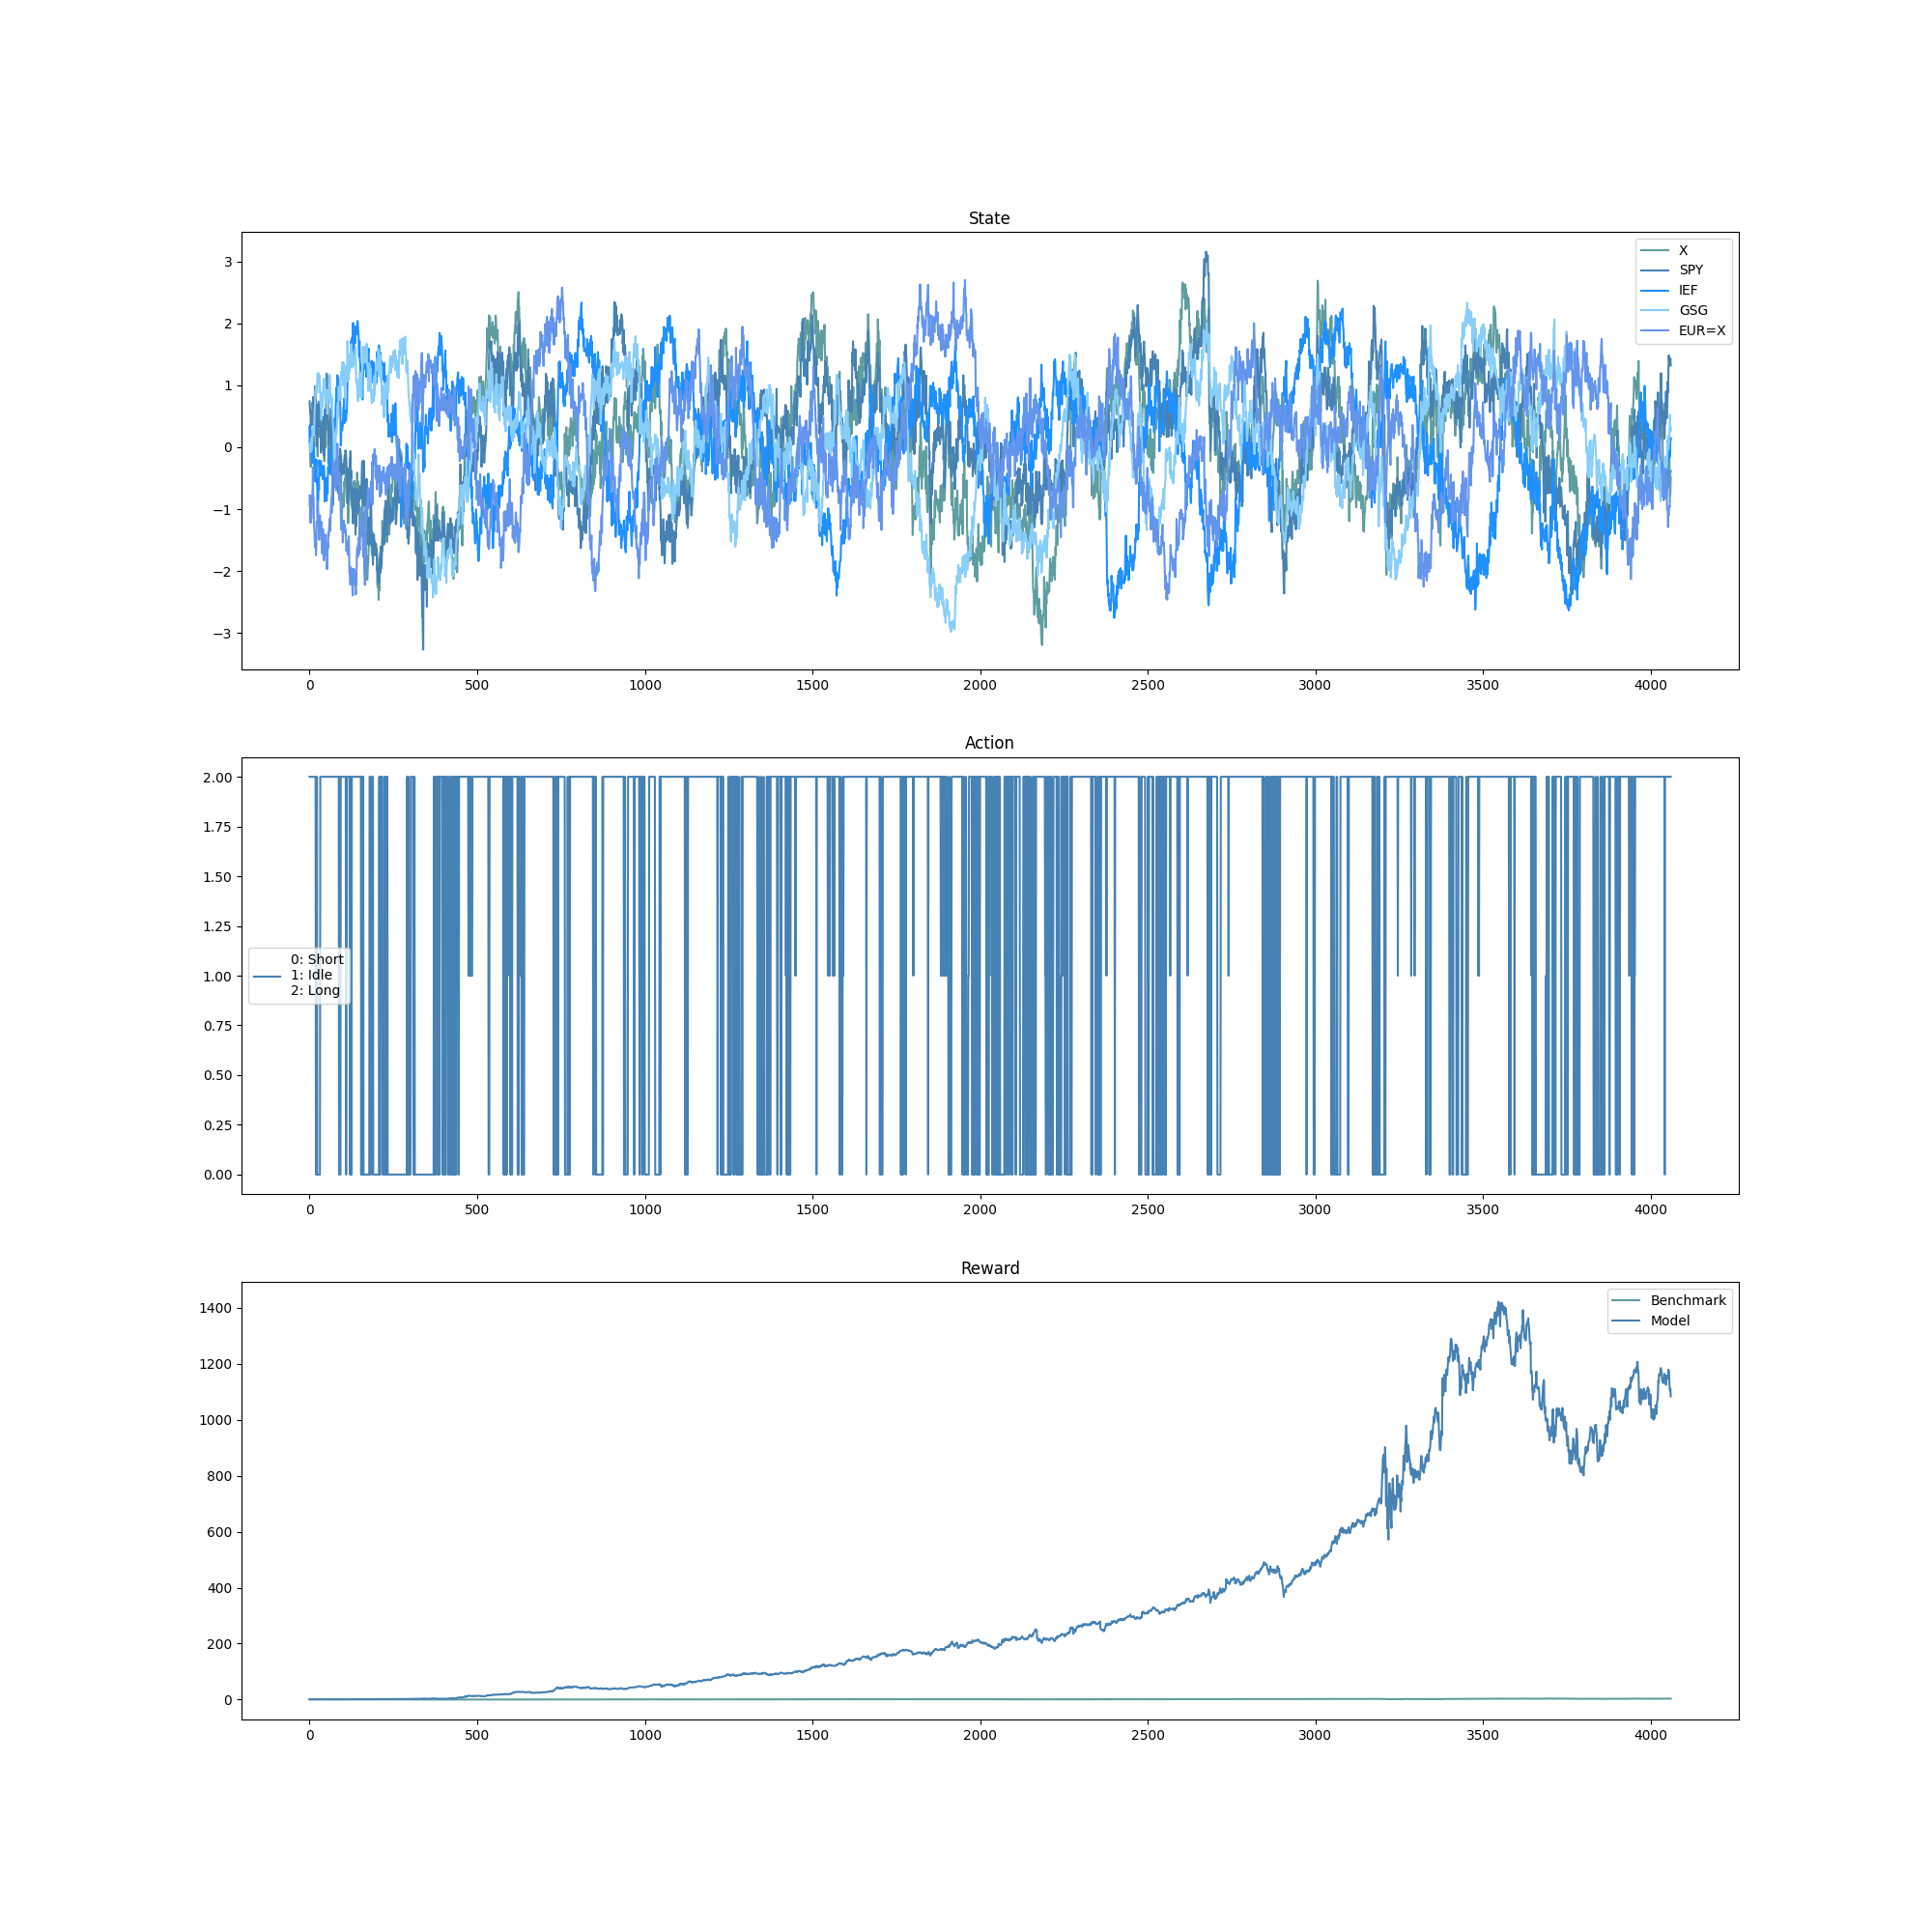 State
3
2
1
0
−1
−2
−3
X
SPY
IEF
GSG
EUR=X
0 500 1000 1500 2000 2500 3000 3500 4000
Action
2.00
1.75
1.50
1.25
1.00
0.75
0.50
0.25
0.00
0: Short
1: Idle
2: Long
0 500 1000 1500 2000 2500 3000 3500 4000
Reward
1400
1200
1000
800
600
400
200
0
Benchmark
Model
0 500 1000 1500 2000 2500 3000 3500 4000